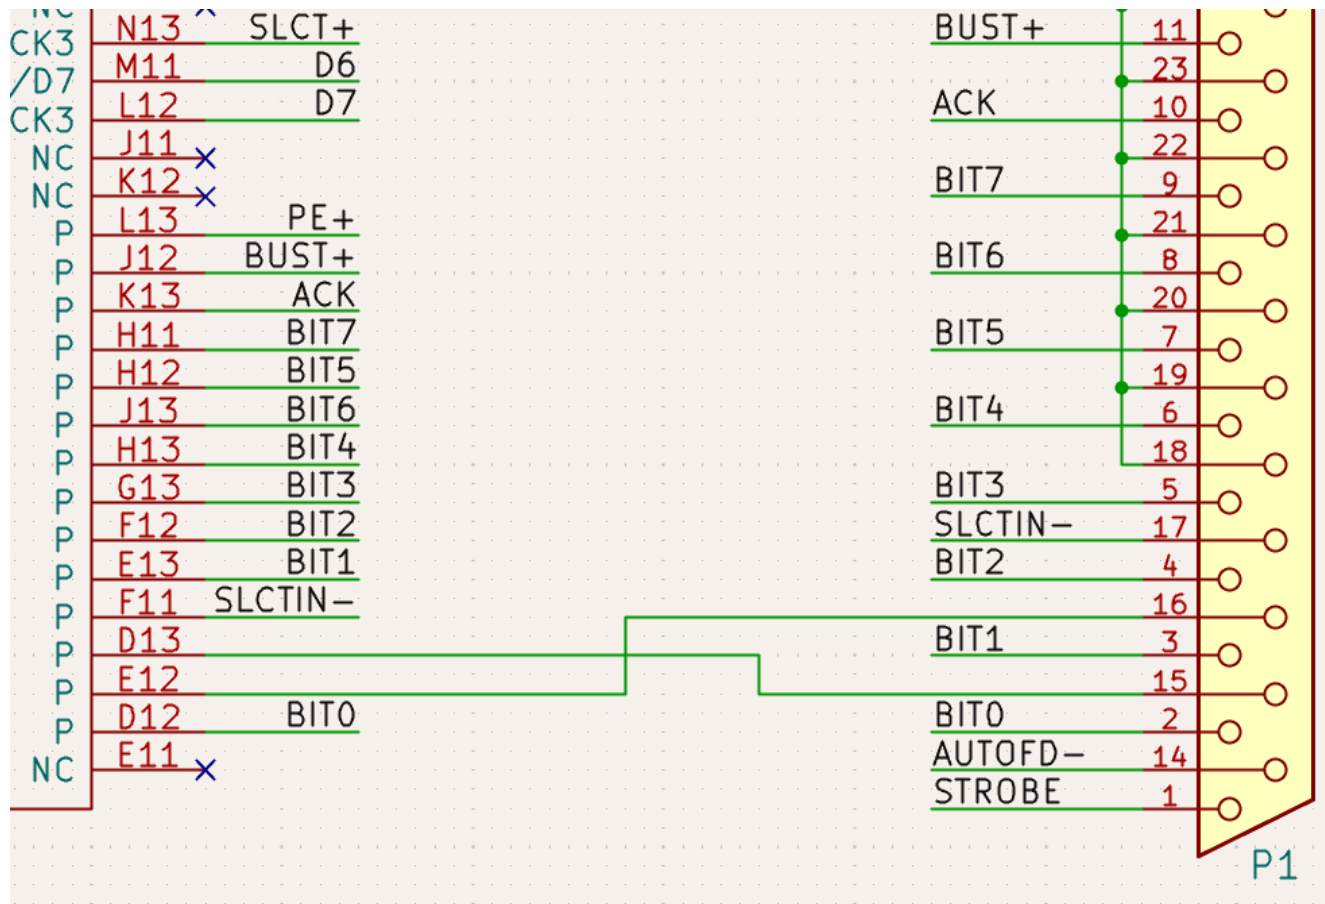 NC
N13 SLCT+ BUST+ 11
CK3
M11 D6 23
/D7
L12 D7 ACK 10
CK3
J11 22
NC
K12 BIT7 9
NC
L13 PE+ 21
P
J12 BUST+ BIT6 8
P
K13 ACK 20
P
H11 BIT7 BIT5 7
P
H12 BIT5 19
P
J13 BIT6 BIT4 6
P
H13 BIT4 18
P
G13 BIT3 BIT3 5
P
F12 BIT2 SLCTIN- 17
P
E13 BIT1 BIT2 4
P
F11 SLCTIN- 16
P
D13 BIT1 3
P
E12 15
P
D12 BIT0 BIT0 2
P
E11 AUTOFD- 14
NC
STROBE 1
P1